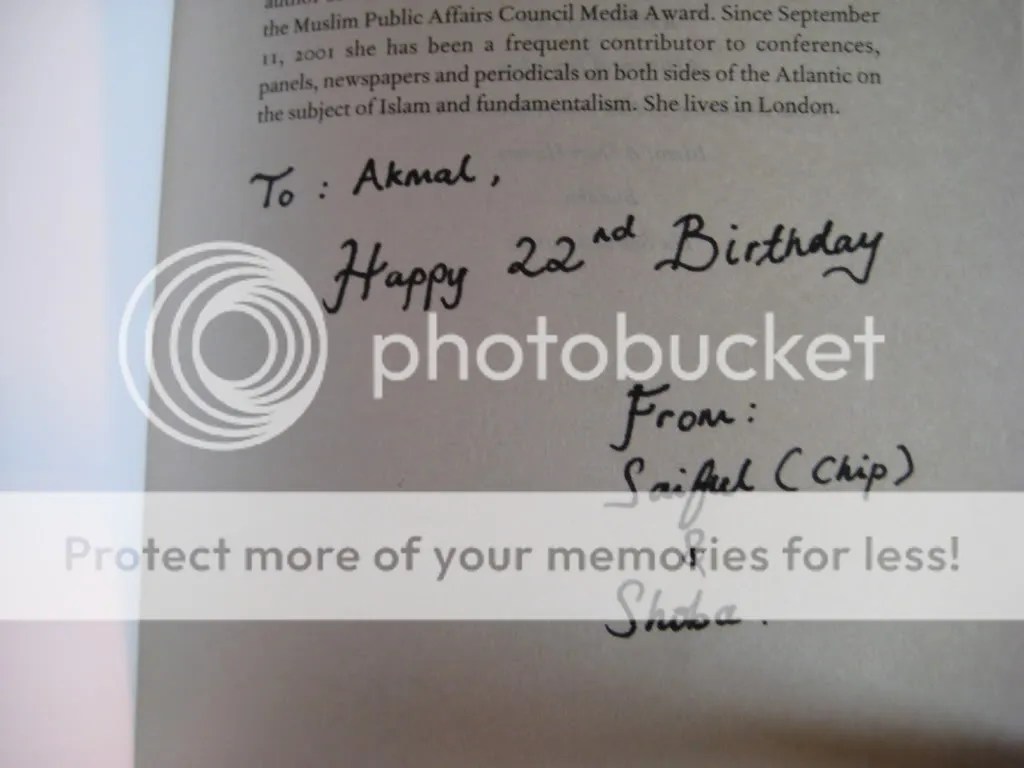 the Muslim Public Affairs Council Media Award. Since September
11, 2001 she has been a frequent contributor to conferences,
panels, newspapers and periodicals on both sides of the Atlantic on
the subject of Islam and fundamentalism. She lives in London.
To : Akmal,
Happy 22nd Birthday
photobucket
From:
Saiful (Chip)
Protect more of your memories for less!
&
Shoba.